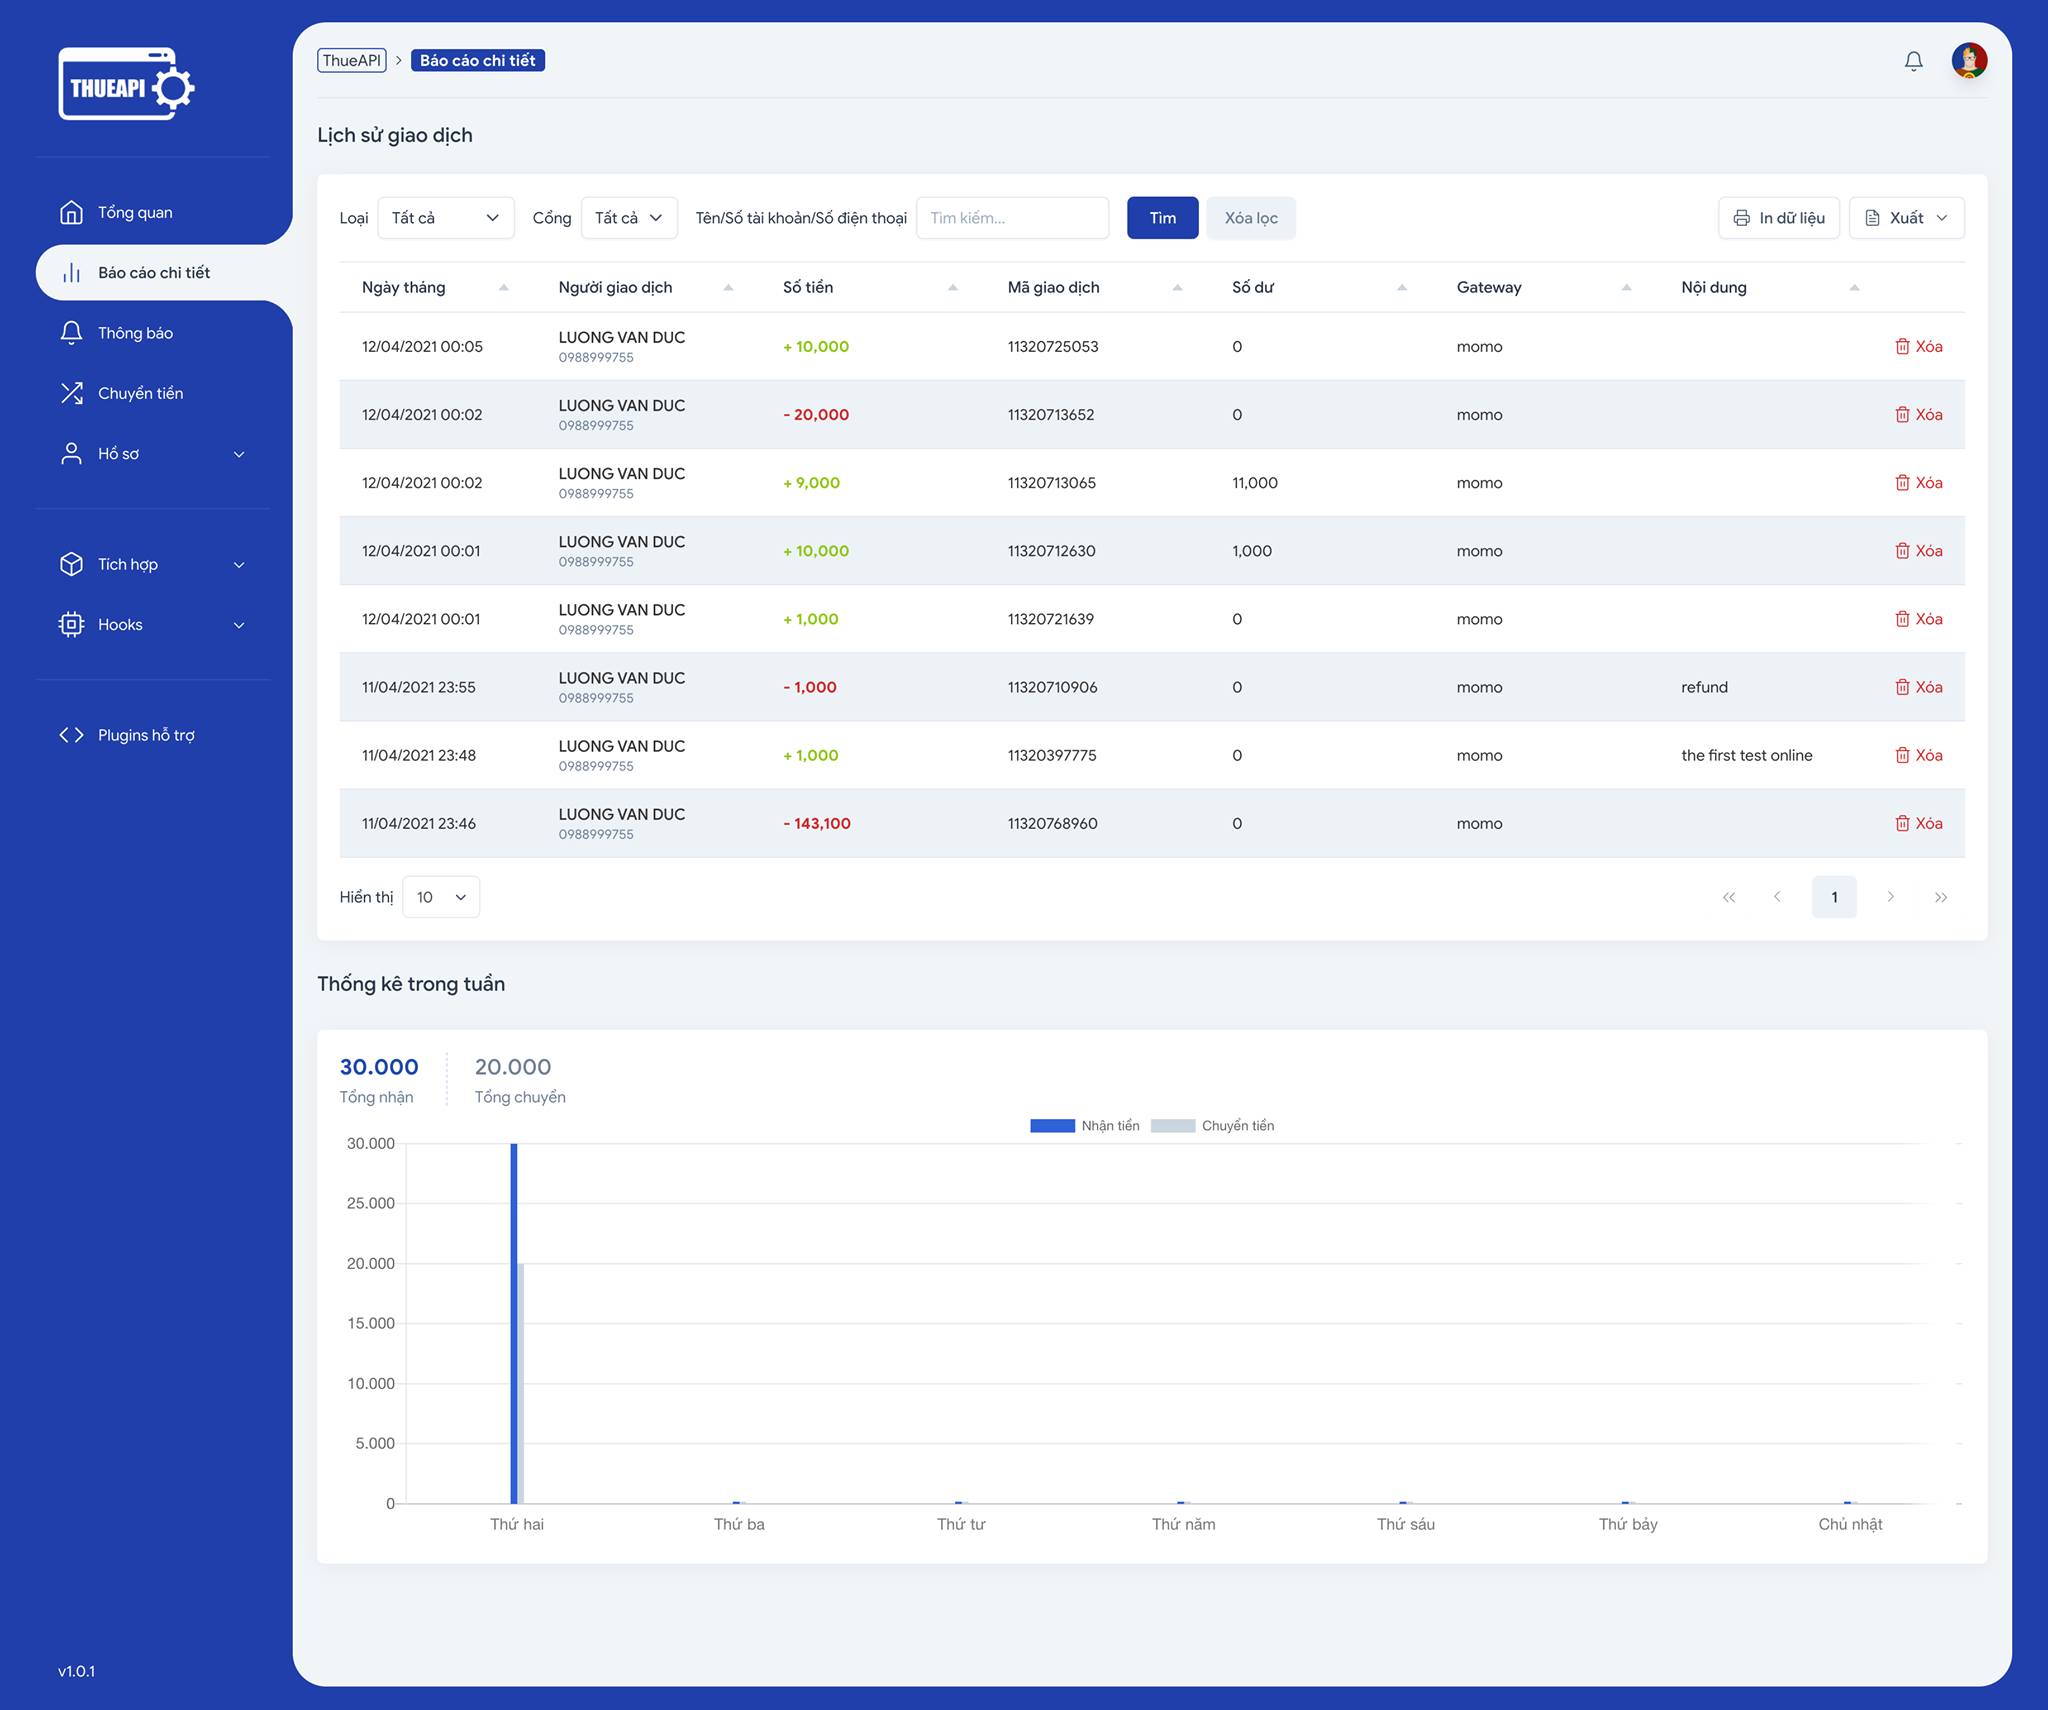 THUEAPI
Tổng quan
Báo cáo chi tiết
Thông báo
Chuyển tiền
Hồ sơ
Tích hợp
Hooks
Plugins hỗ trợ
v1.0.1
ThueAPI > Báo cáo chi tiết
Lịch sử giao dịch
Loại Tất cả Cổng Tất cả Tên/Số tài khoản/Số điện thoại Tìm kiếm... Tìm Xóa lọc In dữ liệu Xuất
Ngày tháng Người giao dịch Số tiền Mã giao dịch Số dư Gateway Nội dung
12/04/2021 00:05 LUONG VAN DUC + 10,000 11320725053 0 momo Xóa
0988999755
12/04/2021 00:02 LUONG VAN DUC - 20,000 11320713652 0 momo Xóa
0988999755
12/04/2021 00:02 LUONG VAN DUC + 9,000 11320713065 11,000 momo Xóa
0988999755
12/04/2021 00:01 LUONG VAN DUC + 10,000 11320712630 1,000 momo Xóa
0988999755
12/04/2021 00:01 LUONG VAN DUC + 1,000 11320721639 0 momo Xóa
0988999755
11/04/2021 23:55 LUONG VAN DUC - 1,000 11320710906 0 momo refund Xóa
0988999755
11/04/2021 23:48 LUONG VAN DUC + 1,000 11320397775 0 momo the first test online Xóa
0988999755
11/04/2021 23:46 LUONG VAN DUC - 143,100 11320768960 0 momo Xóa
0988999755
Hiển thị 10 1
Thống kê trong tuần
30.000 20.000
Tổng nhận Tổng chuyển
Nhận tiền Chuyển tiền
30.000
25.000
20.000
15.000
10.000
5.000
0
Thứ hai Thứ ba Thứ tư Thứ năm Thứ sáu Thứ bảy Chủ nhật